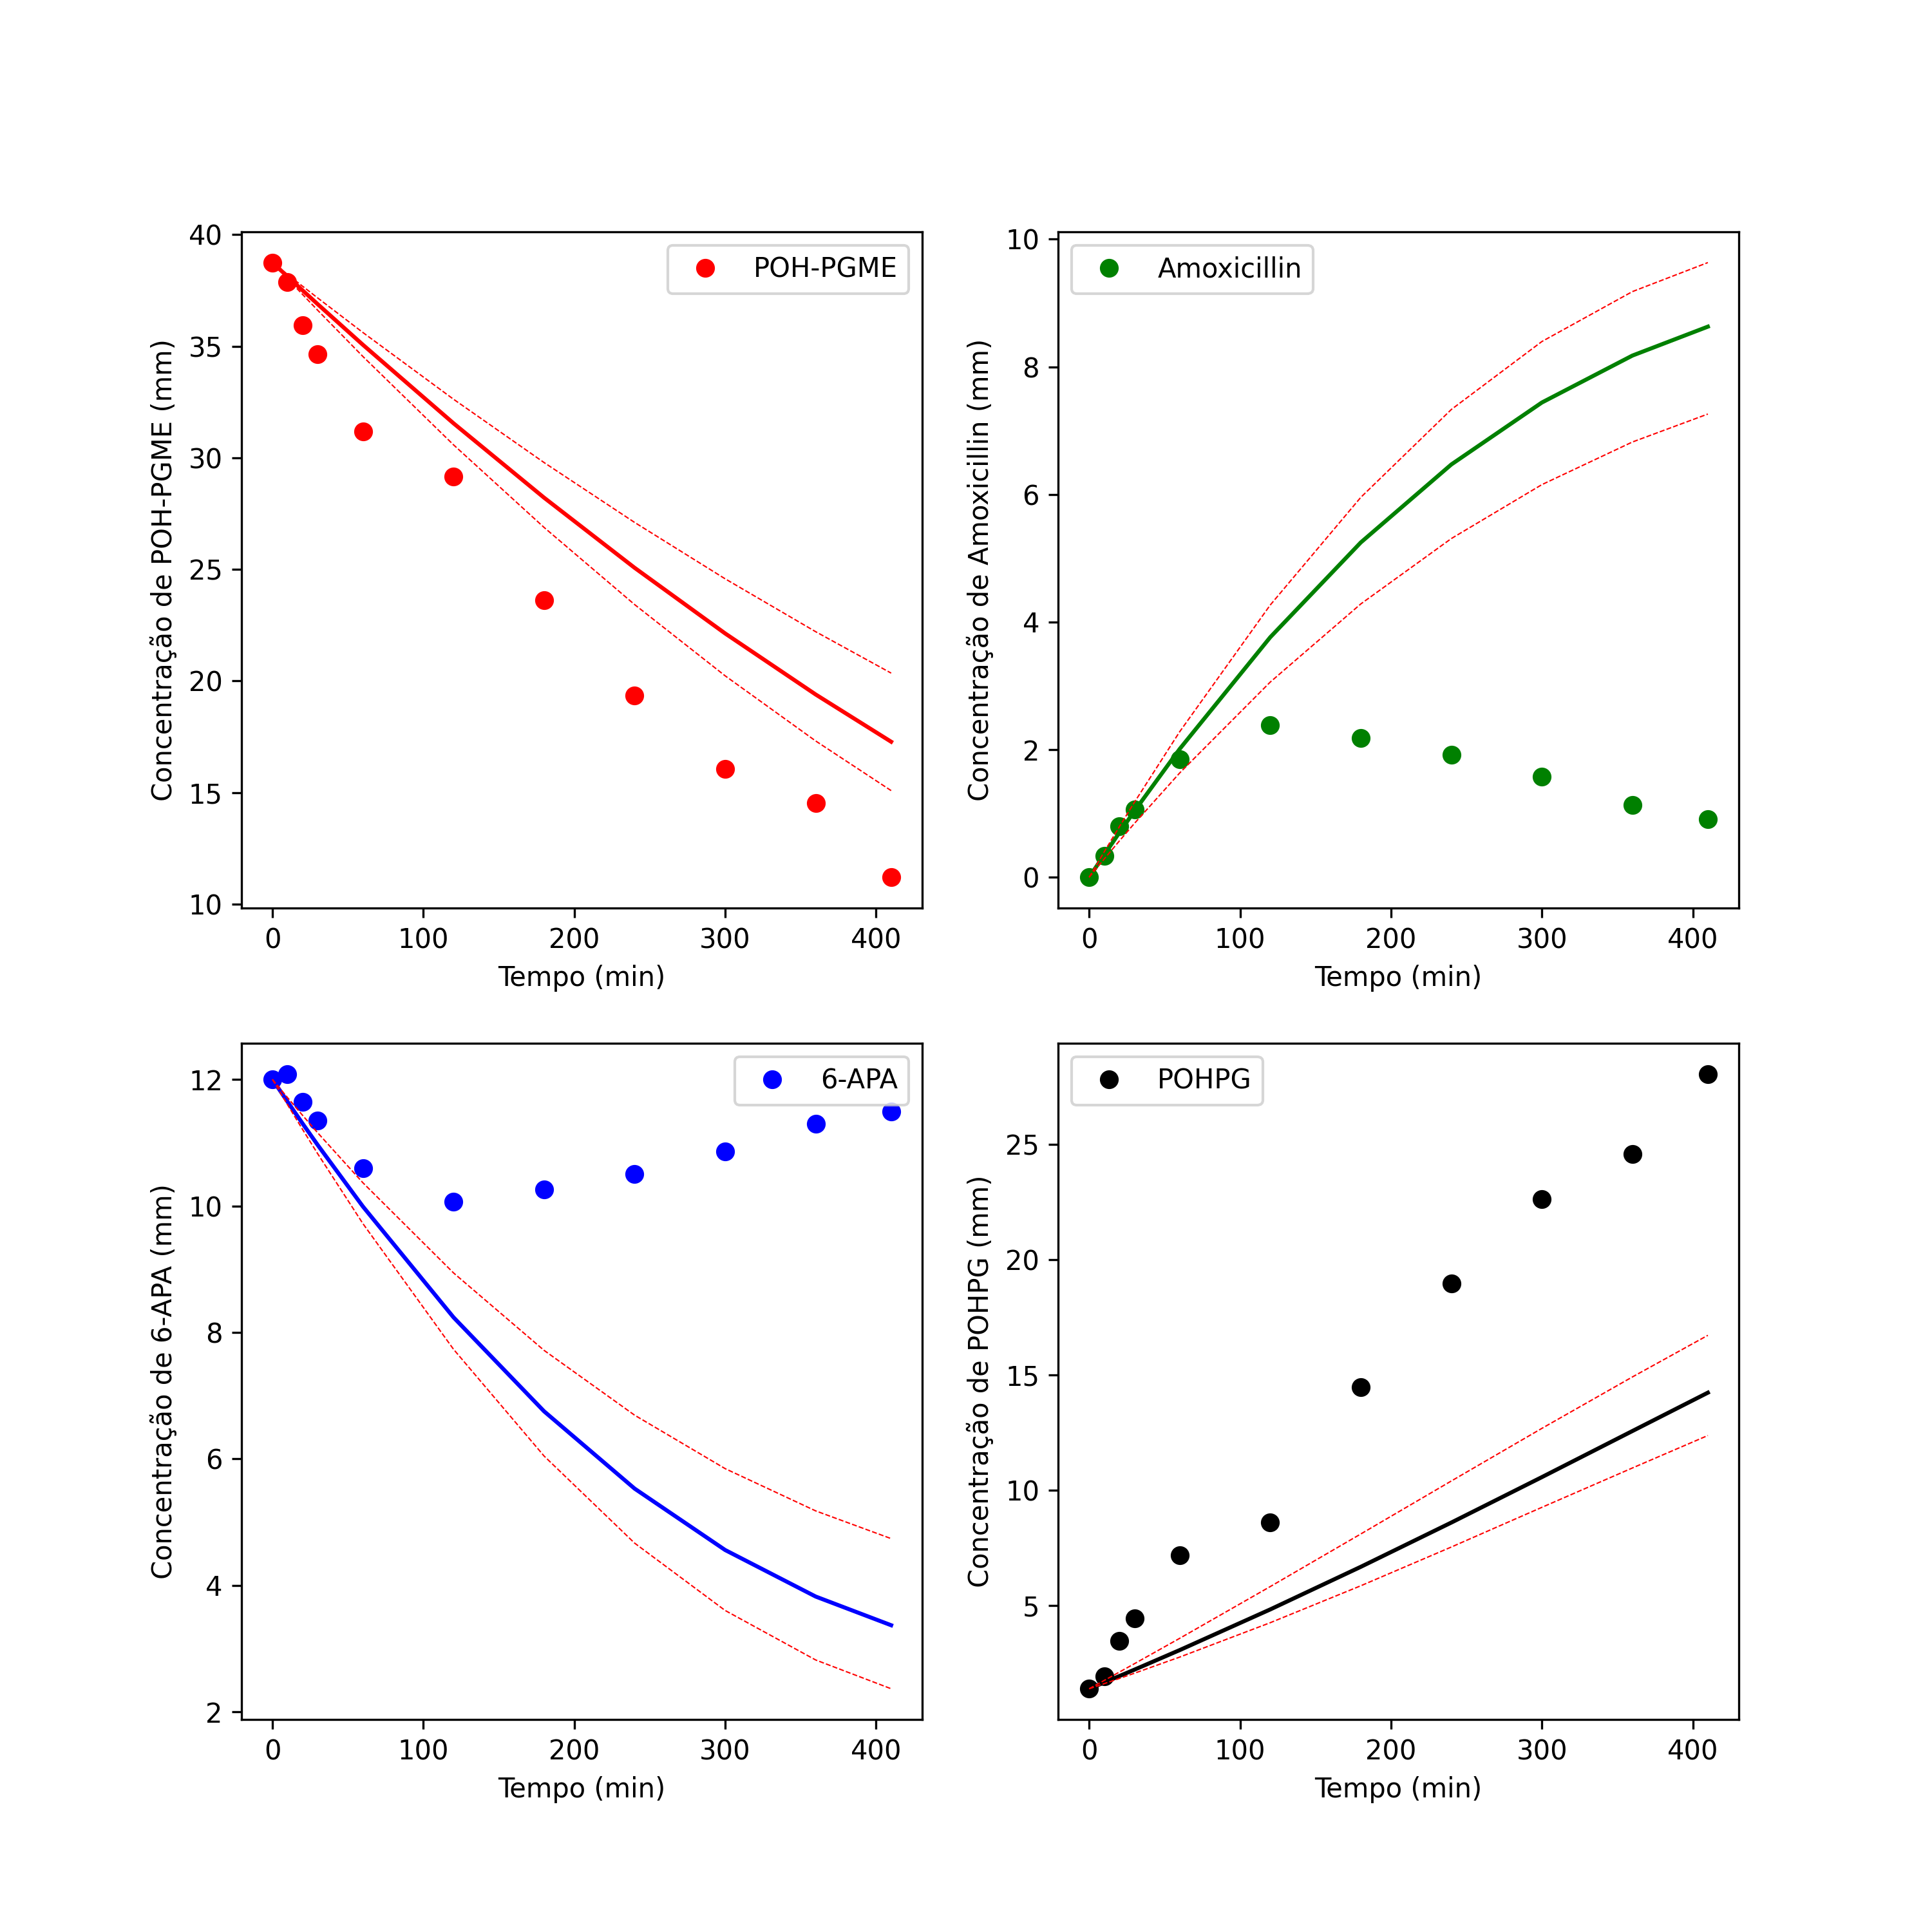 POH-PGME
Concentração de POH-PGME (mm)
40
35
30
25
20
15
10
0 100 200 300 400
Tempo (min)
Amoxicillin
Concentração de Amoxicillin (mm)
10
8
6
4
2
0
0 100 200 300 400
Tempo (min)
6-APA
Concentração de 6-APA (mm)
12
10
8
6
4
2
0 100 200 300 400
Tempo (min)
POHPG
Concentração de POHPG (mm)
25
20
15
10
5
0 100 200 300 400
Tempo (min)